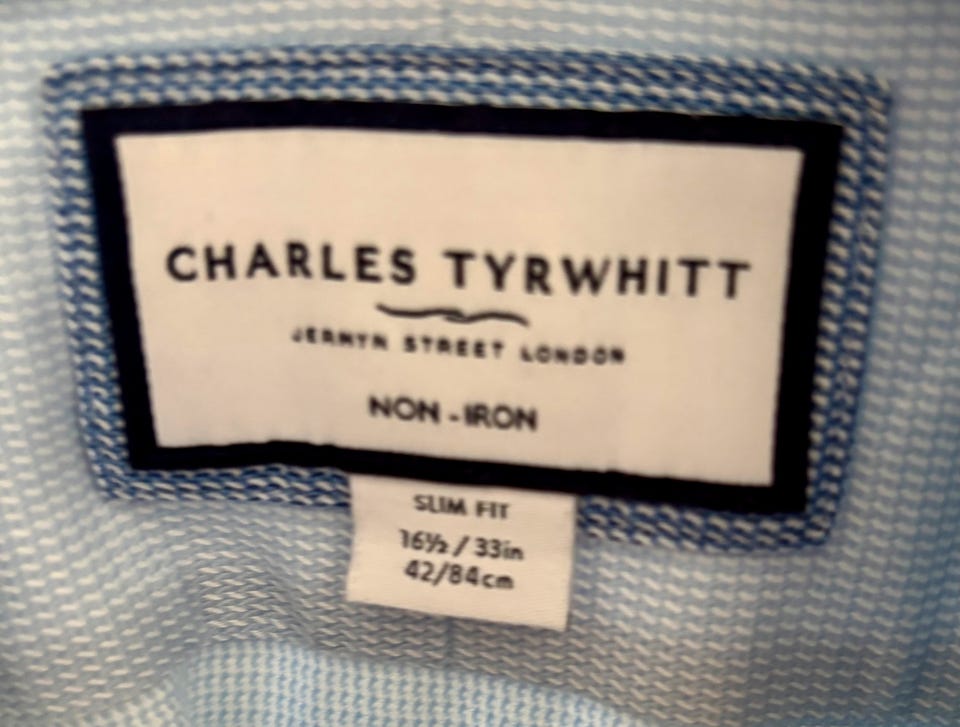 CHARLES TYRWHITT
JERMYN STREET LONDON
NON-IRON
SLIM FIT
16½ / 33in
42/84cm